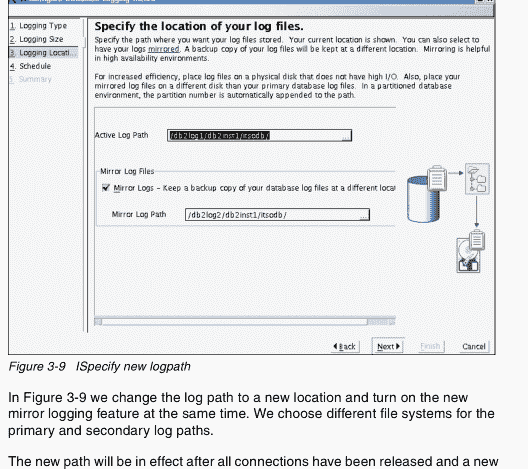 1. Logging Type
2. Logging Size
3. Logging Locati...
4. Schedule
5. Summary
Specify the location of your log files.
Specify the path where you want your log files stored. Your current location is shown. You can also select to
have your logs mirrored. A backup copy of your log files will be kept at a different location. Mirroring is helpful
in high availability environments.
For increased efficiency, place log files on a physical disk that does not have high I/O. Also, place your
mirrored log files on a different disk than your primary database log files. In a partitioned database
environment, the partition number is automatically appended to the path.
Active Log Path /db2log1/db2inst1/itsodb/ ...
Mirror Log Files
Mirror Logs - Keep a backup copy of your database log files at a different locat
Mirror Log Path /db2log2/db2inst1/itsodb/ ...
Back Next Finish Cancel
Figure 3-9 ISpecify new logpath
In Figure 3-9 we change the log path to a new location and turn on the new
mirror logging feature at the same time. We choose different file systems for the
primary and secondary log paths.
The new path will be in effect after all connections have been released and a new